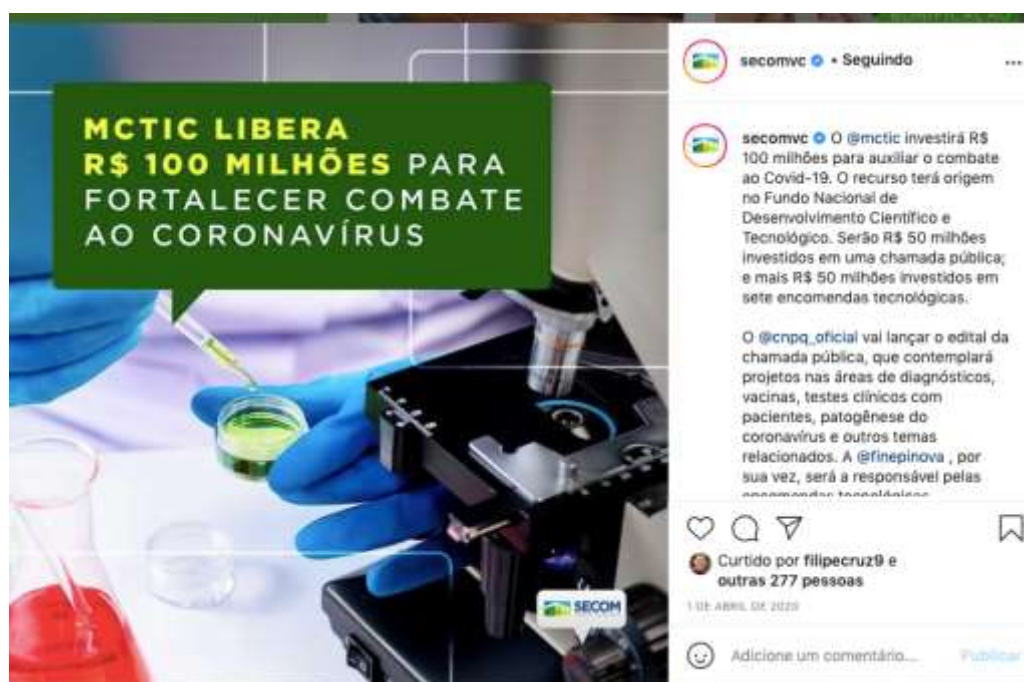 MCTIC LIBERA
R$ 100 MILHÕES PARA
FORTALECER COMBATE
AO CORONAVÍRUS
SECOM
secomvc • Seguindo
...
secomvc O @mctic investirá R$
100 milhões para auxiliar o combate
ao Covid-19. O recurso terá origem
no Fundo Nacional de
Desenvolvimento Científico e
Tecnológico. Serão R$ 50 milhões
investidos em uma chamada pública;
e mais R$ 50 milhões investidos em
sete encomendas tecnológicas.
O @cnpq_oficial vai lançar o edital da
chamada pública, que contemplará
projetos nas áreas de diagnósticos,
vacinas, testes clínicos com
pacientes, patogênese do
coronavírus e outros temas
relacionados. A @finepinova , por
sua vez, será a responsável pelas
encomendas tecnológicas
Curtido por filipecruz9 e
outras 277 pessoas
1 DE ABRIL DE 2020
Adicione um comentário...
Publicar